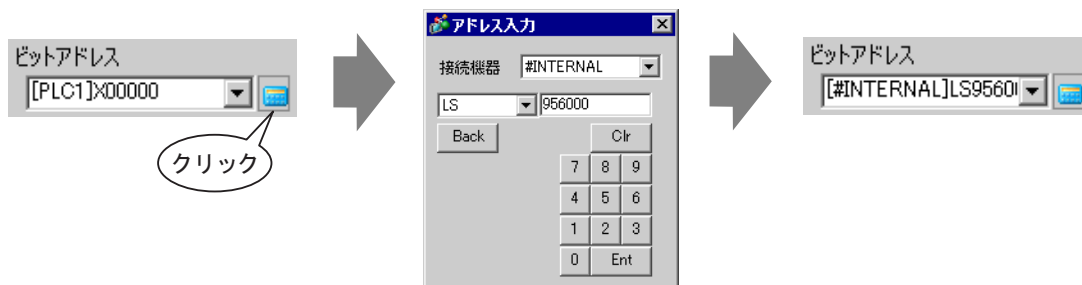 ビットアドレス
[PLC1]X00000
クリック
アドレス入力
接続機器 #INTERNAL
LS 956000
Back Clr
7 8 9
4 5 6
1 2 3
0 Ent
ビットアドレス
[#INTERNAL]LS9560